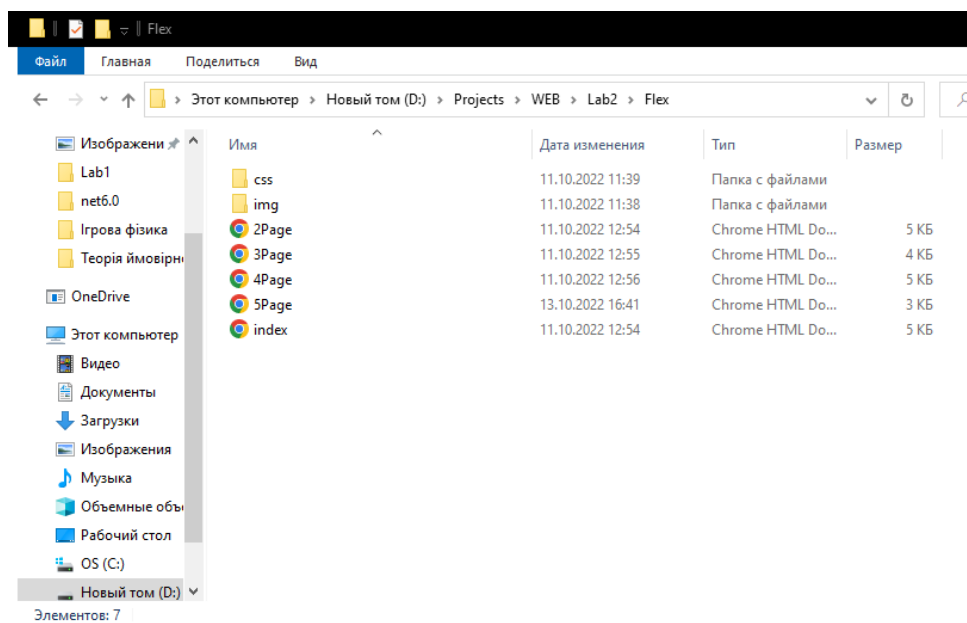 Flex
Файл Главная Поделиться Вид
Этот компьютер > Новый том (D:) > Projects > WEB > Lab2 > Flex
Изображени
Lab1
net6.0
Ігрова фізика
Теорія ймовірн
OneDrive
Этот компьютер
Видео
Документы
Загрузки
Изображения
Музыка
Объемные объ
Рабочий стол
OS (C:)
Новый том (D:)
Имя Дата изменения Тип Размер
css 11.10.2022 11:39 Папка с файлами
img 11.10.2022 11:38 Папка с файлами
2Page 11.10.2022 12:54 Chrome HTML Do... 5 КБ
3Page 11.10.2022 12:55 Chrome HTML Do... 4 КБ
4Page 11.10.2022 12:56 Chrome HTML Do... 5 КБ
5Page 13.10.2022 16:41 Chrome HTML Do... 3 КБ
index 11.10.2022 12:54 Chrome HTML Do... 5 КБ
Элементов: 7